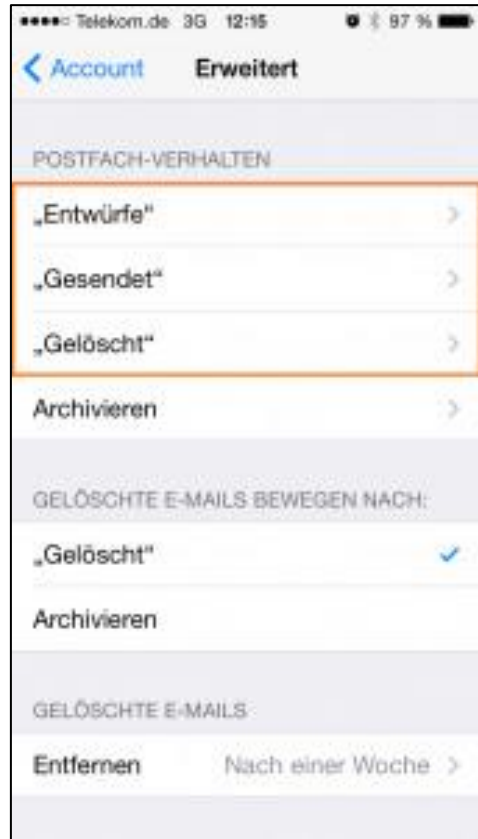 Telekom.de 3G 12:15 97 %
Account Erweitert
POSTFACH-VERHALTEN
„Entwürfe“
„Gesendet“
„Gelöscht“
Archivieren
GELÖSCHTE E-MAILS BEWEGEN NACH:
„Gelöscht“
Archivieren
GELÖSCHTE E-MAILS
Entfernen Nach einer Woche